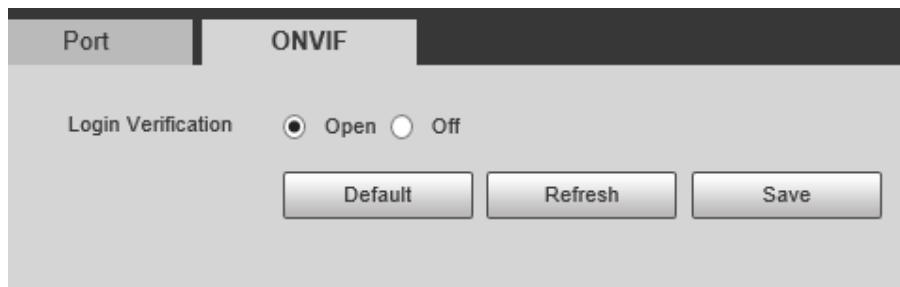 Port ONVIF
Login Verification Open Off
Default Refresh Save